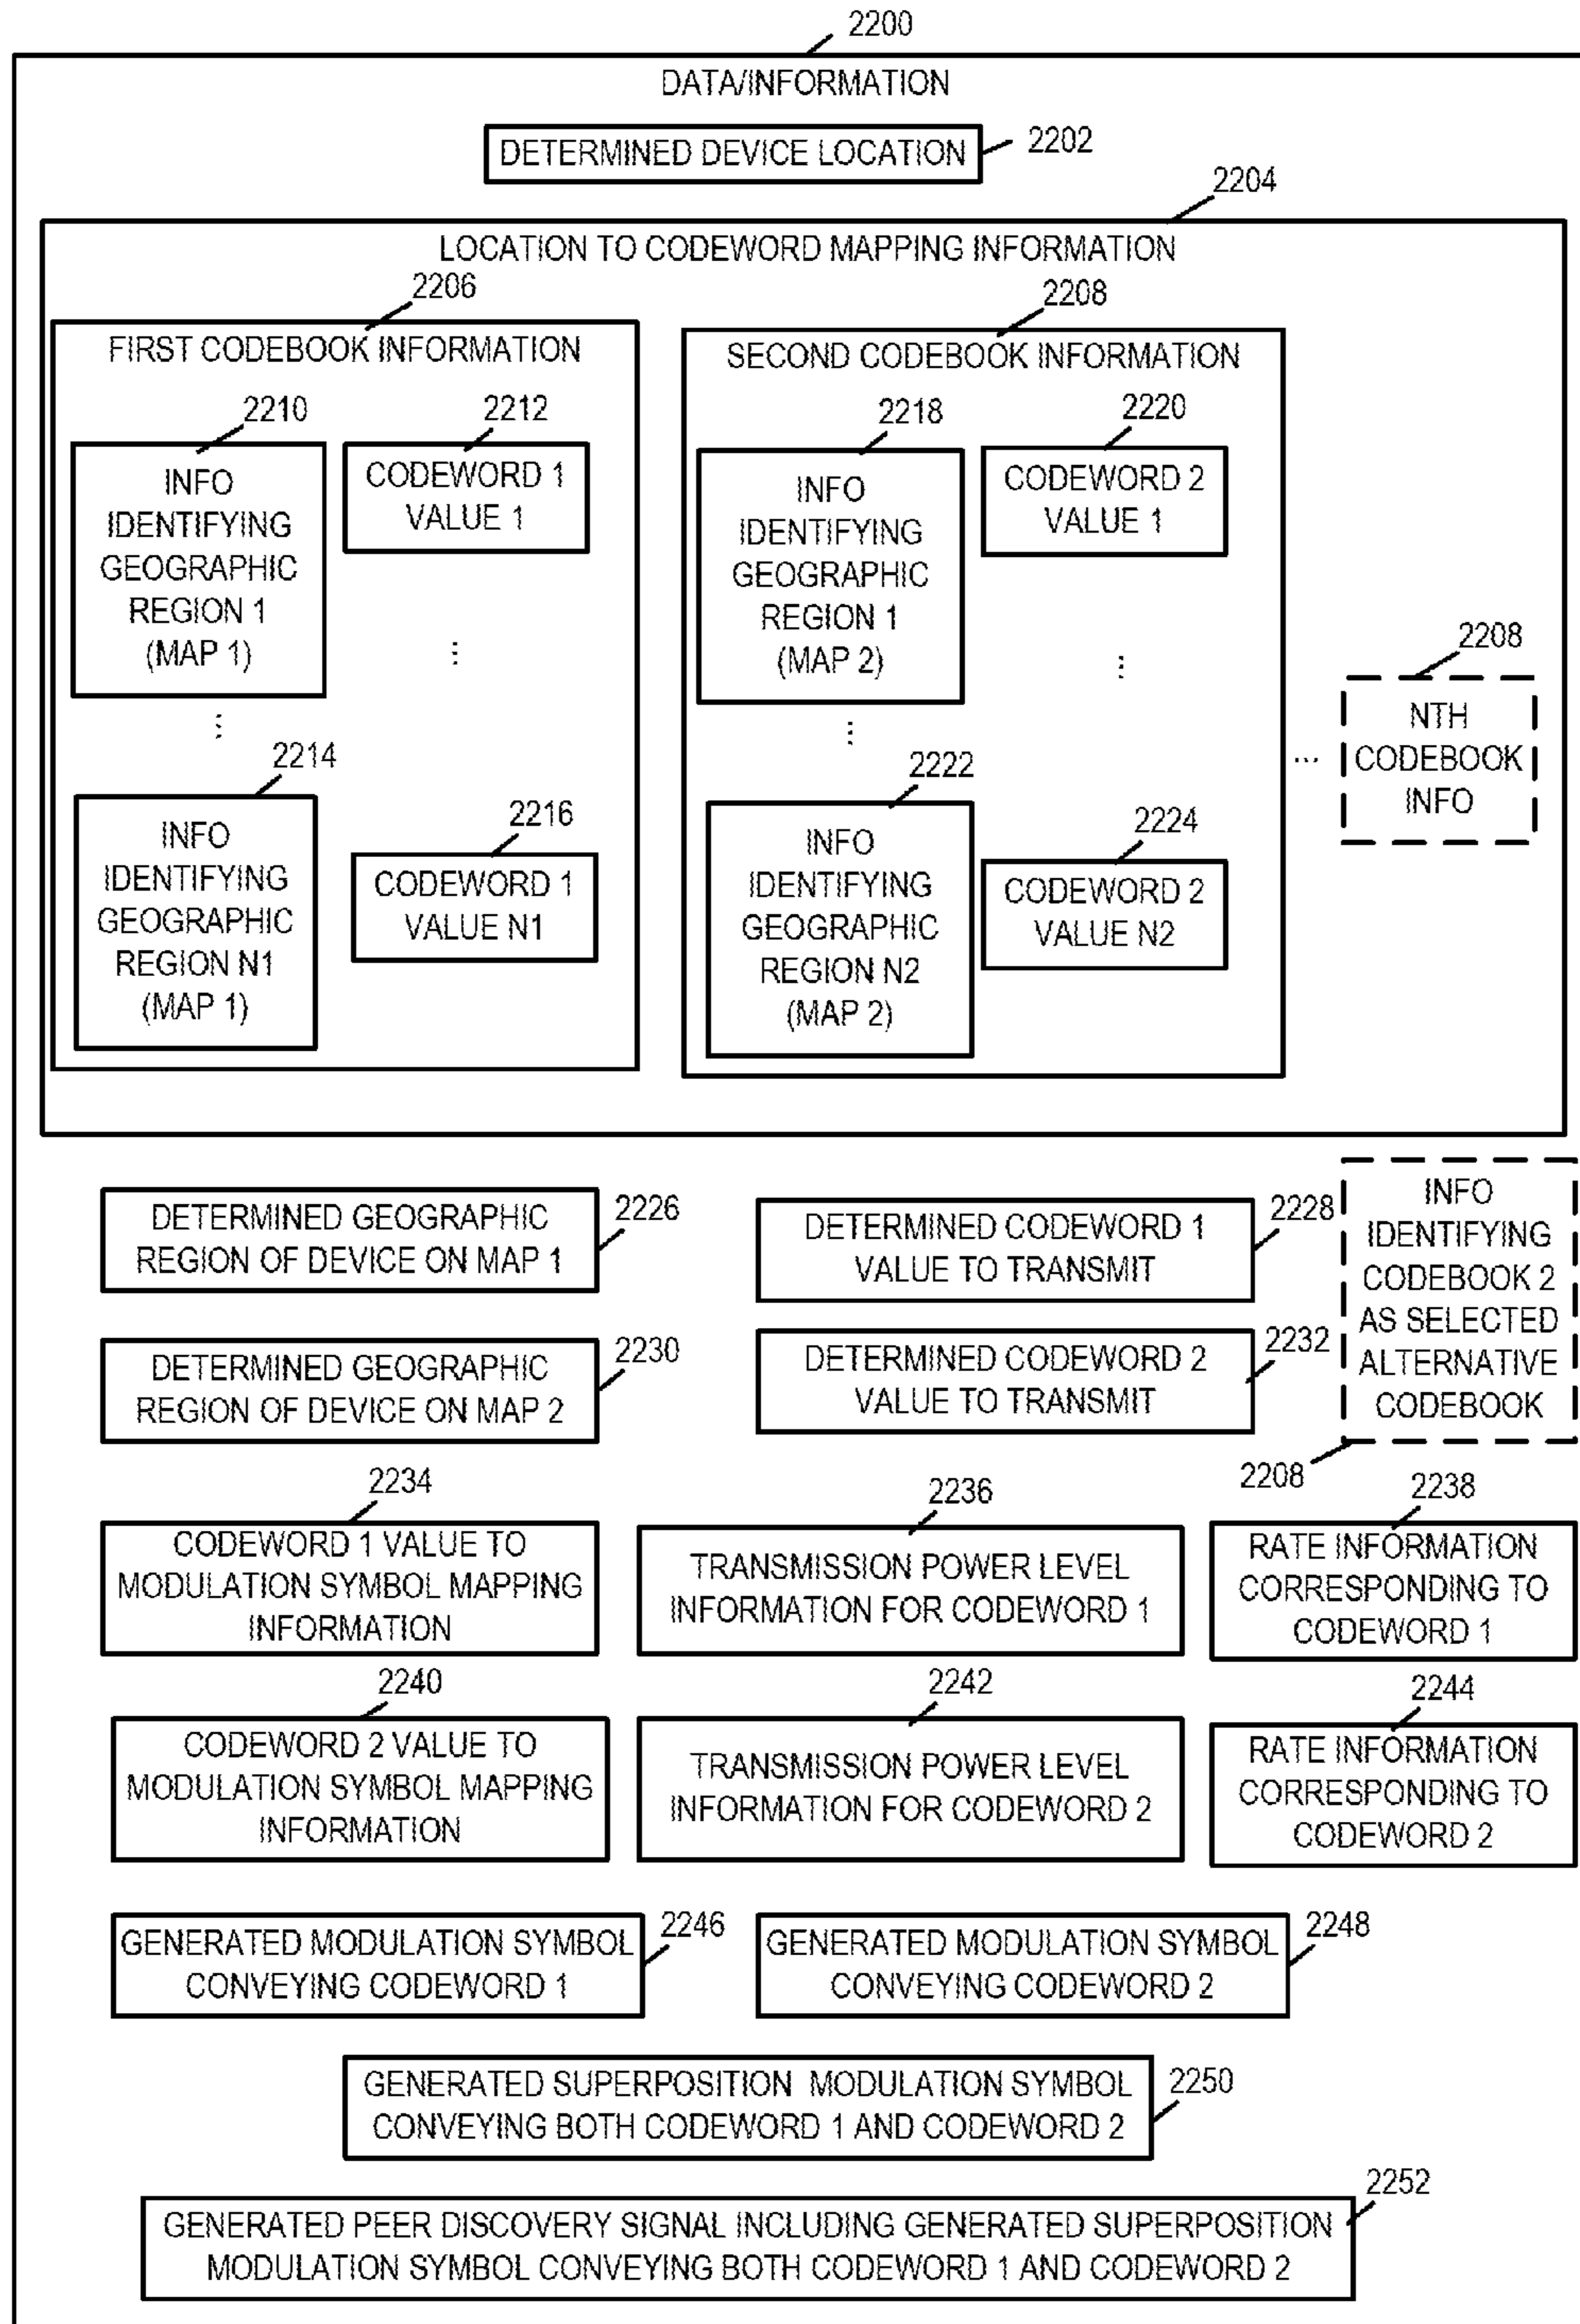 2200
DATA/INFORMATION
DETERMINED DEVICE LOCATION
2202
2204
LOCATION TO CODEWORD MAPPING INFORMATION
2206
FIRST CODEBOOK INFORMATION
2210
INFO
IDENTIFYING
GEOGRAPHIC
REGION 1
(MAP 1)
2212
CODEWORD 1
VALUE 1
⋮
⋮
2214
INFO
IDENTIFYING
GEOGRAPHIC
REGION N1
(MAP 1)
2216
CODEWORD 1
VALUE N1
2208
SECOND CODEBOOK INFORMATION
2218
INFO
IDENTIFYING
GEOGRAPHIC
REGION 1
(MAP 2)
2220
CODEWORD 2
VALUE 1
⋮
⋮
2222
INFO
IDENTIFYING
GEOGRAPHIC
REGION N2
(MAP 2)
2224
CODEWORD 2
VALUE N2
...
2208
NTH
CODEBOOK
INFO
DETERMINED GEOGRAPHIC
REGION OF DEVICE ON MAP 1
2226
DETERMINED CODEWORD 1
VALUE TO TRANSMIT
2228
INFO
IDENTIFYING
CODEBOOK 2
AS SELECTED
ALTERNATIVE
CODEBOOK
2208
DETERMINED GEOGRAPHIC
REGION OF DEVICE ON MAP 2
2230
DETERMINED CODEWORD 2
VALUE TO TRANSMIT
2232
2234
CODEWORD 1 VALUE TO
MODULATION SYMBOL MAPPING
INFORMATION
2236
TRANSMISSION POWER LEVEL
INFORMATION FOR CODEWORD 1
2238
RATE INFORMATION
CORRESPONDING TO
CODEWORD 1
2240
CODEWORD 2 VALUE TO
MODULATION SYMBOL MAPPING
INFORMATION
2242
TRANSMISSION POWER LEVEL
INFORMATION FOR CODEWORD 2
2244
RATE INFORMATION
CORRESPONDING TO
CODEWORD 2
GENERATED MODULATION SYMBOL
CONVEYING CODEWORD 1
2246
GENERATED MODULATION SYMBOL
CONVEYING CODEWORD 2
2248
GENERATED SUPERPOSITION MODULATION SYMBOL
CONVEYING BOTH CODEWORD 1 AND CODEWORD 2
2250
2252
GENERATED PEER DISCOVERY SIGNAL INCLUDING GENERATED SUPERPOSITION
MODULATION SYMBOL CONVEYING BOTH CODEWORD 1 AND CODEWORD 2